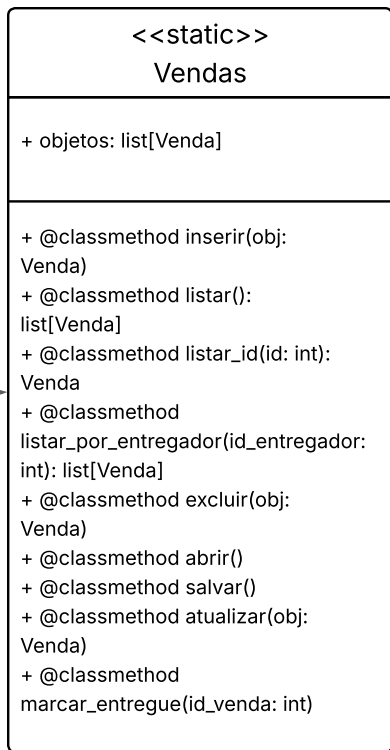 <<static>>
Vendas
+ objetos: list[Venda]
+ @classmethod inserir(obj:
Venda)
+ @classmethod listar():
list[Venda]
+ @classmethod listar_id(id: int):
Venda
+ @classmethod
listar_por_entregador(id_entregador:
int): list[Venda]
+ @classmethod excluir(obj:
Venda)
+ @classmethod abrir()
+ @classmethod salvar()
+ @classmethod atualizar(obj:
Venda)
+ @classmethod
marcar_entregue(id_venda: int)